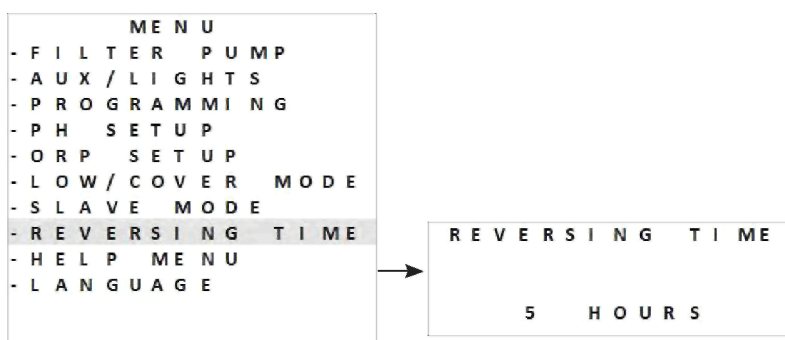 MENU
-FILTER PUMP
-AUX/LIGHTS
-PROGRAMMING
-PH SETUP
-ORP SETUP
-LOW/COVER MODE
-SLAVE MODE
-REVERSING TIME
-HELP MENU
-LANGUAGE
REVERSING TIME
5 HOURS